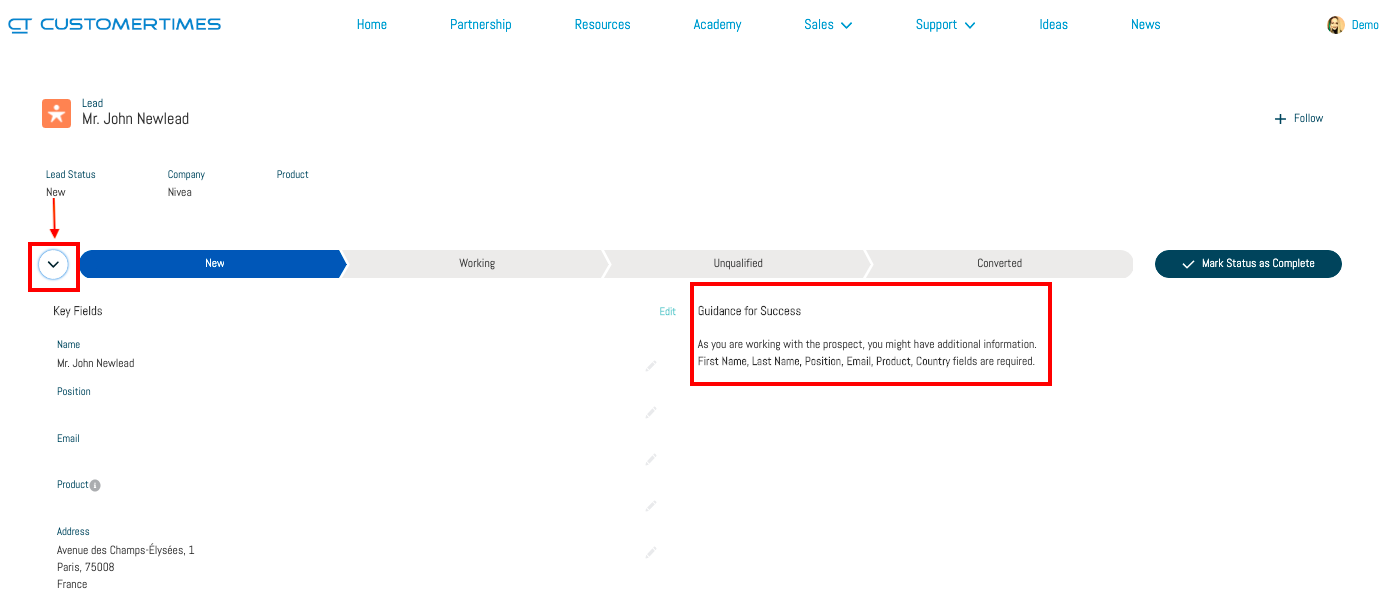 CT CUSTOMERTIMES
Home Partnership Resources Academy Sales Support Ideas News Demo
Lead
Mr. John Newlead
Follow
Lead Status Company Product
New Nivea
New Working Unqualified Converted Mark Status as Complete
Key Fields Edit Guidance for Success
As you are working with the prospect, you might have additional information.
First Name, Last Name, Position, Email, Product, Country fields are required.
Name
Mr. John Newlead
Position
Email
Product
Address
Avenue des Champs-Élysées, 1
Paris, 75008
France